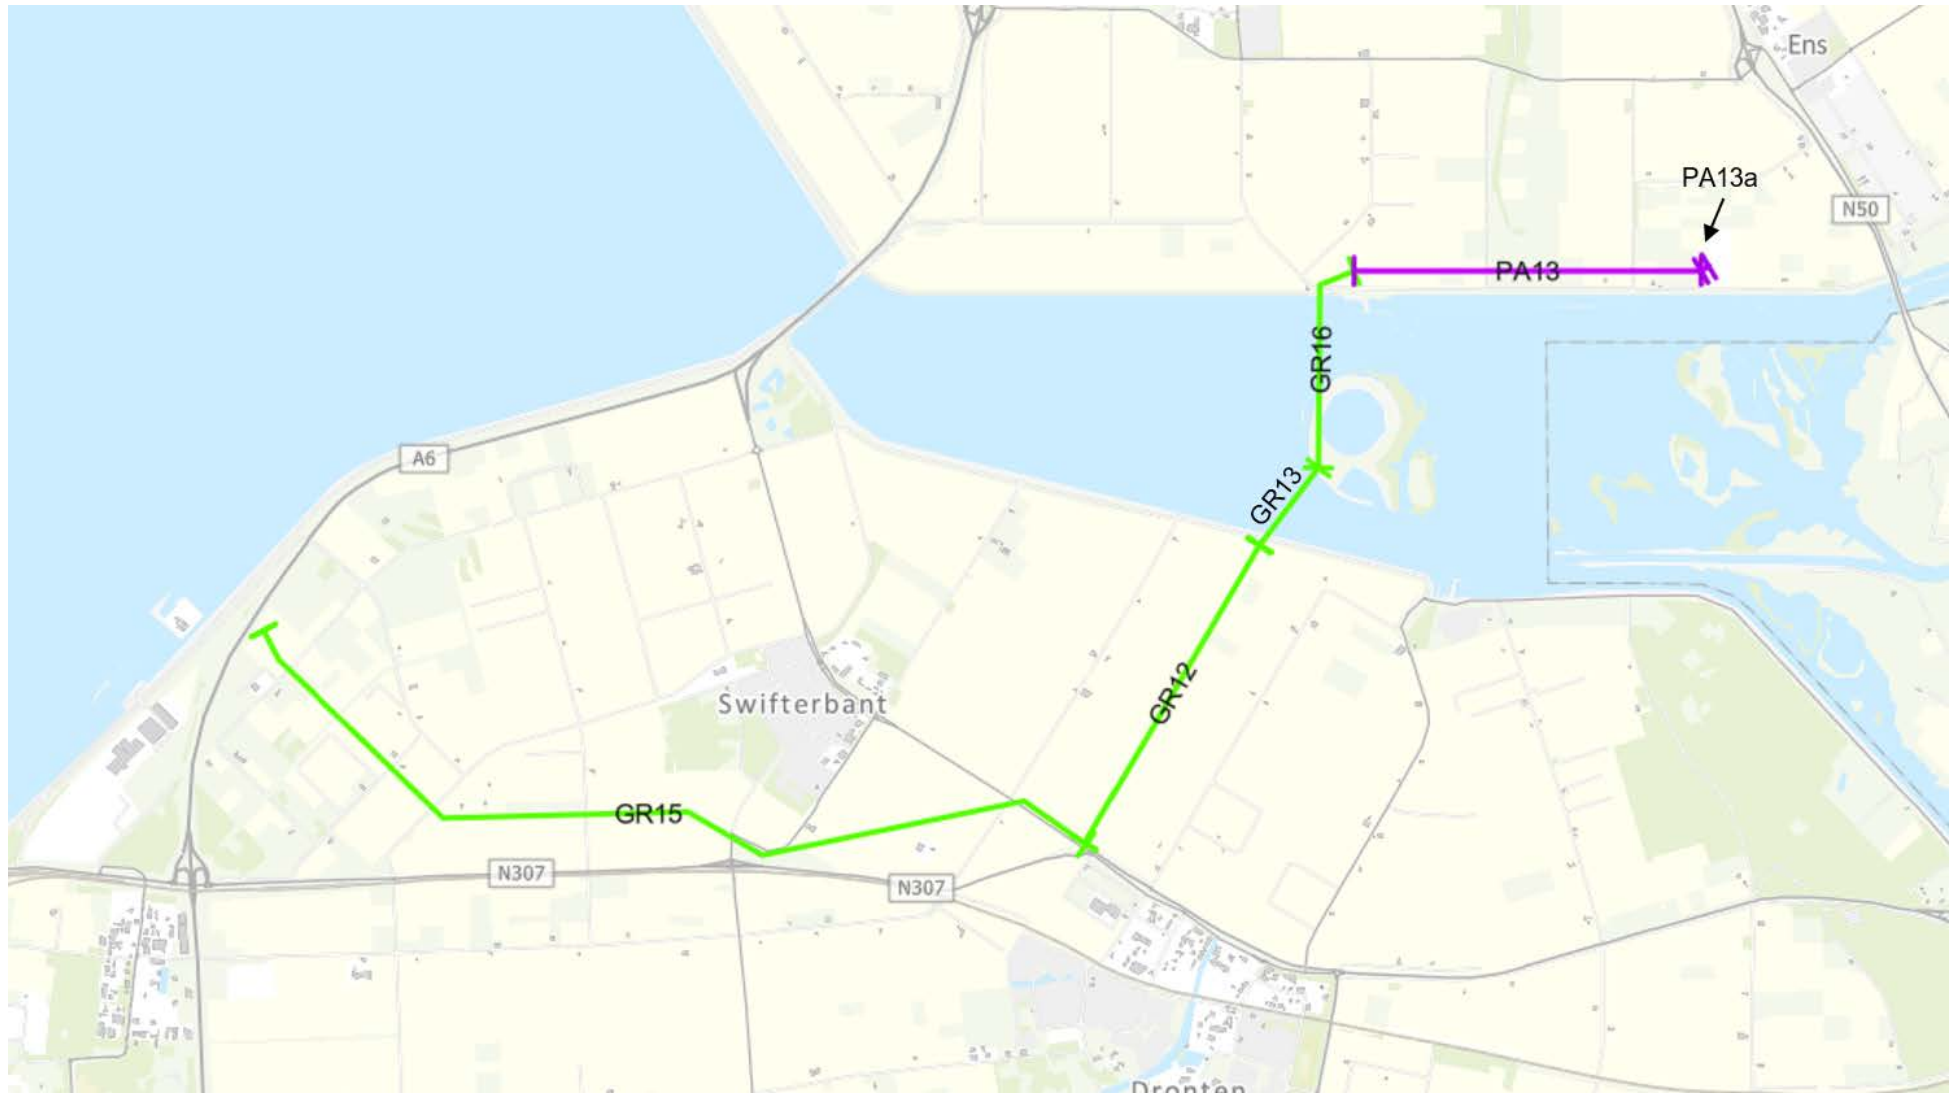 Ens
PA13a
N50
PA13
GR16
A6
GR13
GR12
Swifterbant
GR15
N307
N307
Dronten